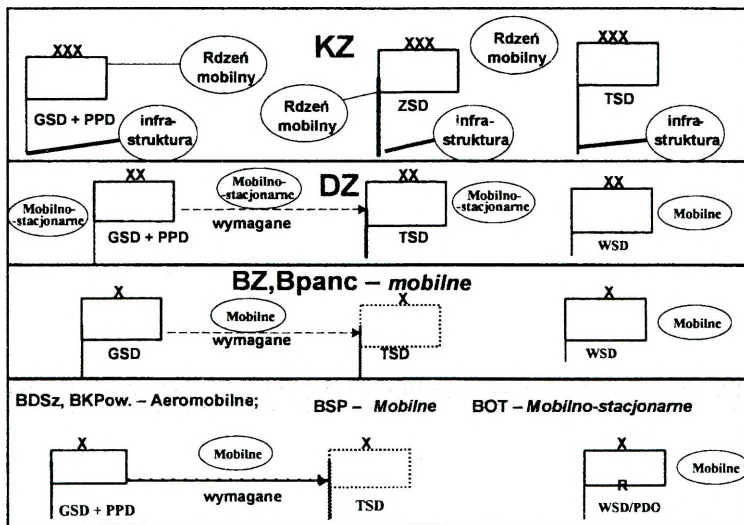 KZ
XXX
XXX
XXX
Rdzeń
mobilny
Rdzeń
mobilny
Rdzeń
mobilny
GSD + PPD
ZSD
TSD
infra-
struktura
infra-
struktura
infra-
struktura
DZ
XX
XX
XX
Mobilno-
-stacjonarne
Mobilno-
-stacjonarne
Mobilno-
-stacjonarne
Mobilne
wymagane
GSD + PPD
TSD
WSD
BZ,Bpanc – mobilne
X
X
X
Mobilne
Mobilne
wymagane
GSD
TSD
WSD
BDSz, BKPow. – Aeromobilne;
BSP – Mobilne
BOT – Mobilno-stacjonarne
X
X
X
Mobilne
Mobilne
wymagane
R
GSD + PPD
TSD
WSD/PDO